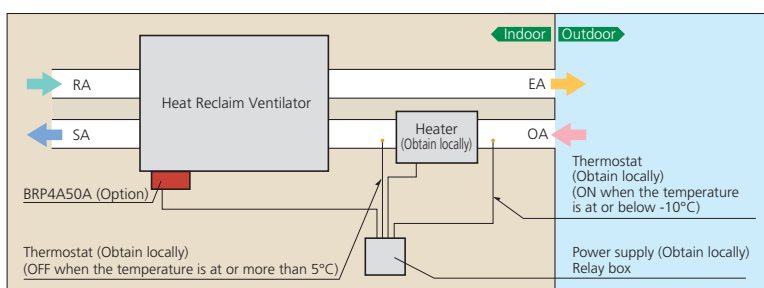 Indoor Outdoor
RA
EA
Heat Reclaim Ventilator
SA
Heater
(Obtain locally)
OA
BRP4A50A (Option)
Thermostat
(Obtain locally)
(ON when the temperature
is at or below -10°C)
Thermostat (Obtain locally)
(OFF when the temperature is at or more than 5°C)
Power supply (Obtain locally)
Relay box